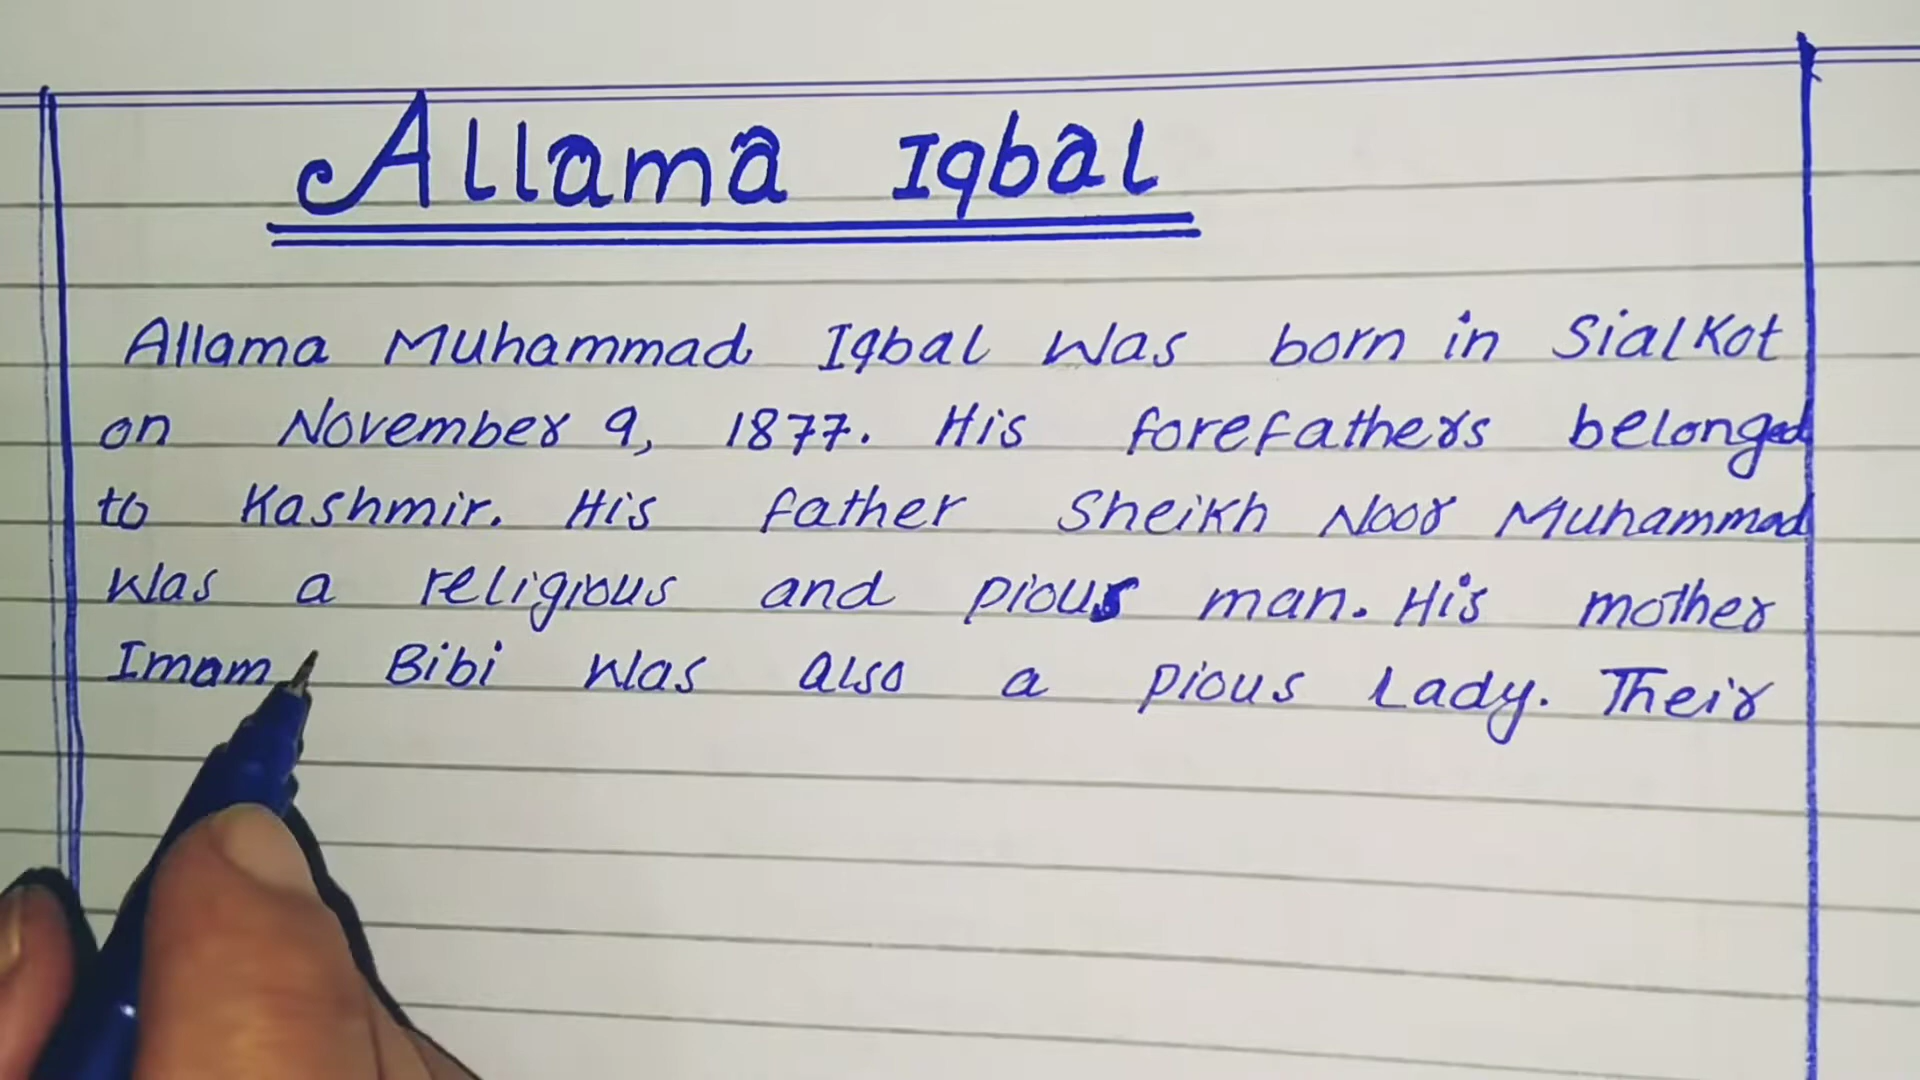 Allama Iqbal
Allama Muhammad Iqbal was born in Sialkot
on November 9, 1877. His forefathers belonged
to Kashmir. His father Sheikh Noor Muhammad
was a religious and pious man. His mother
Imam Bibi was also a pious Lady. Their